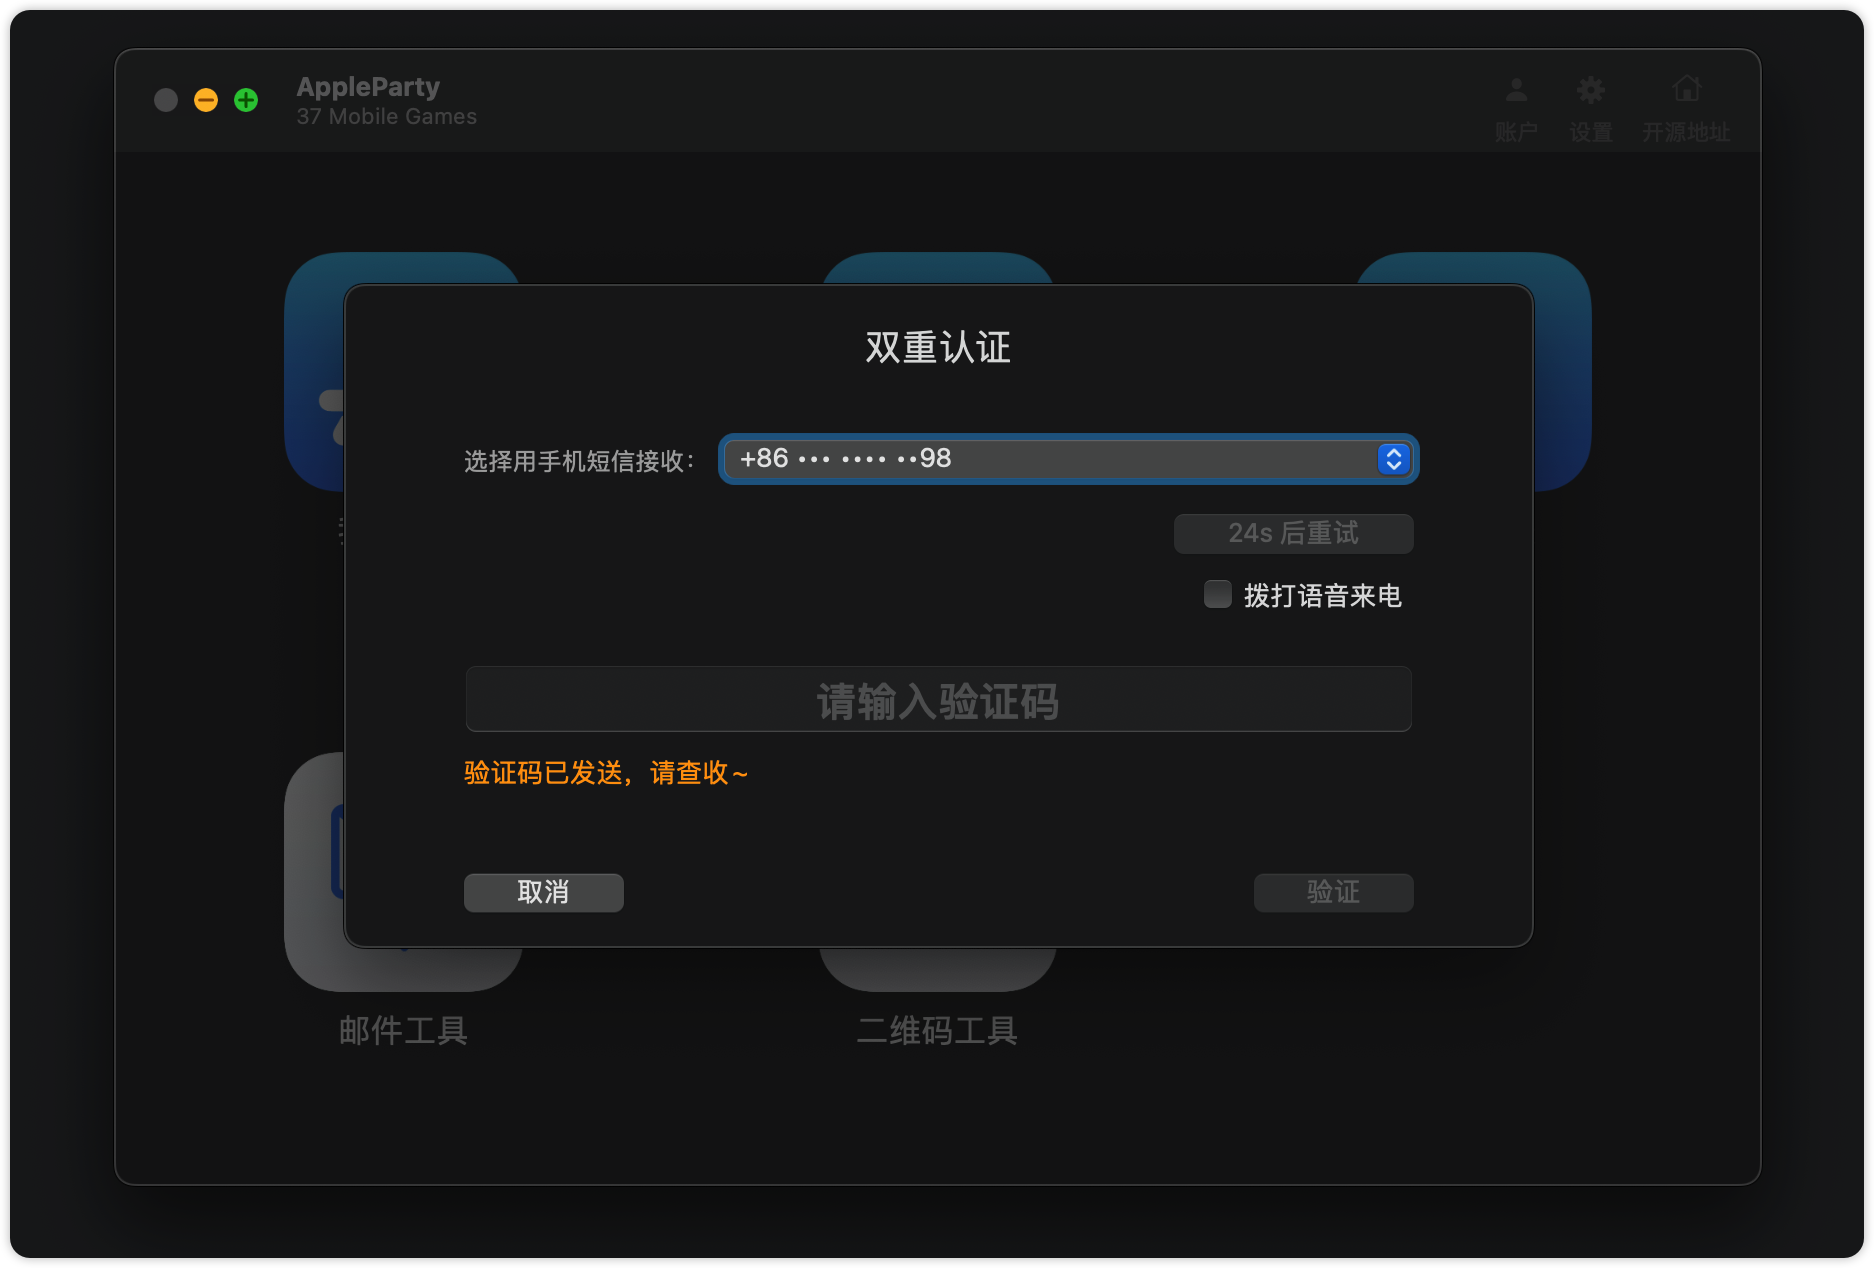 AppleParty
37 Mobile Games
账户
设置
开源地址
双重认证
选择用手机短信接收：
+86 ••• •••• ••98
24s 后重试
拨打语音来电
请输入验证码
验证码已发送，请查收~
取消
验证
邮件工具
二维码工具